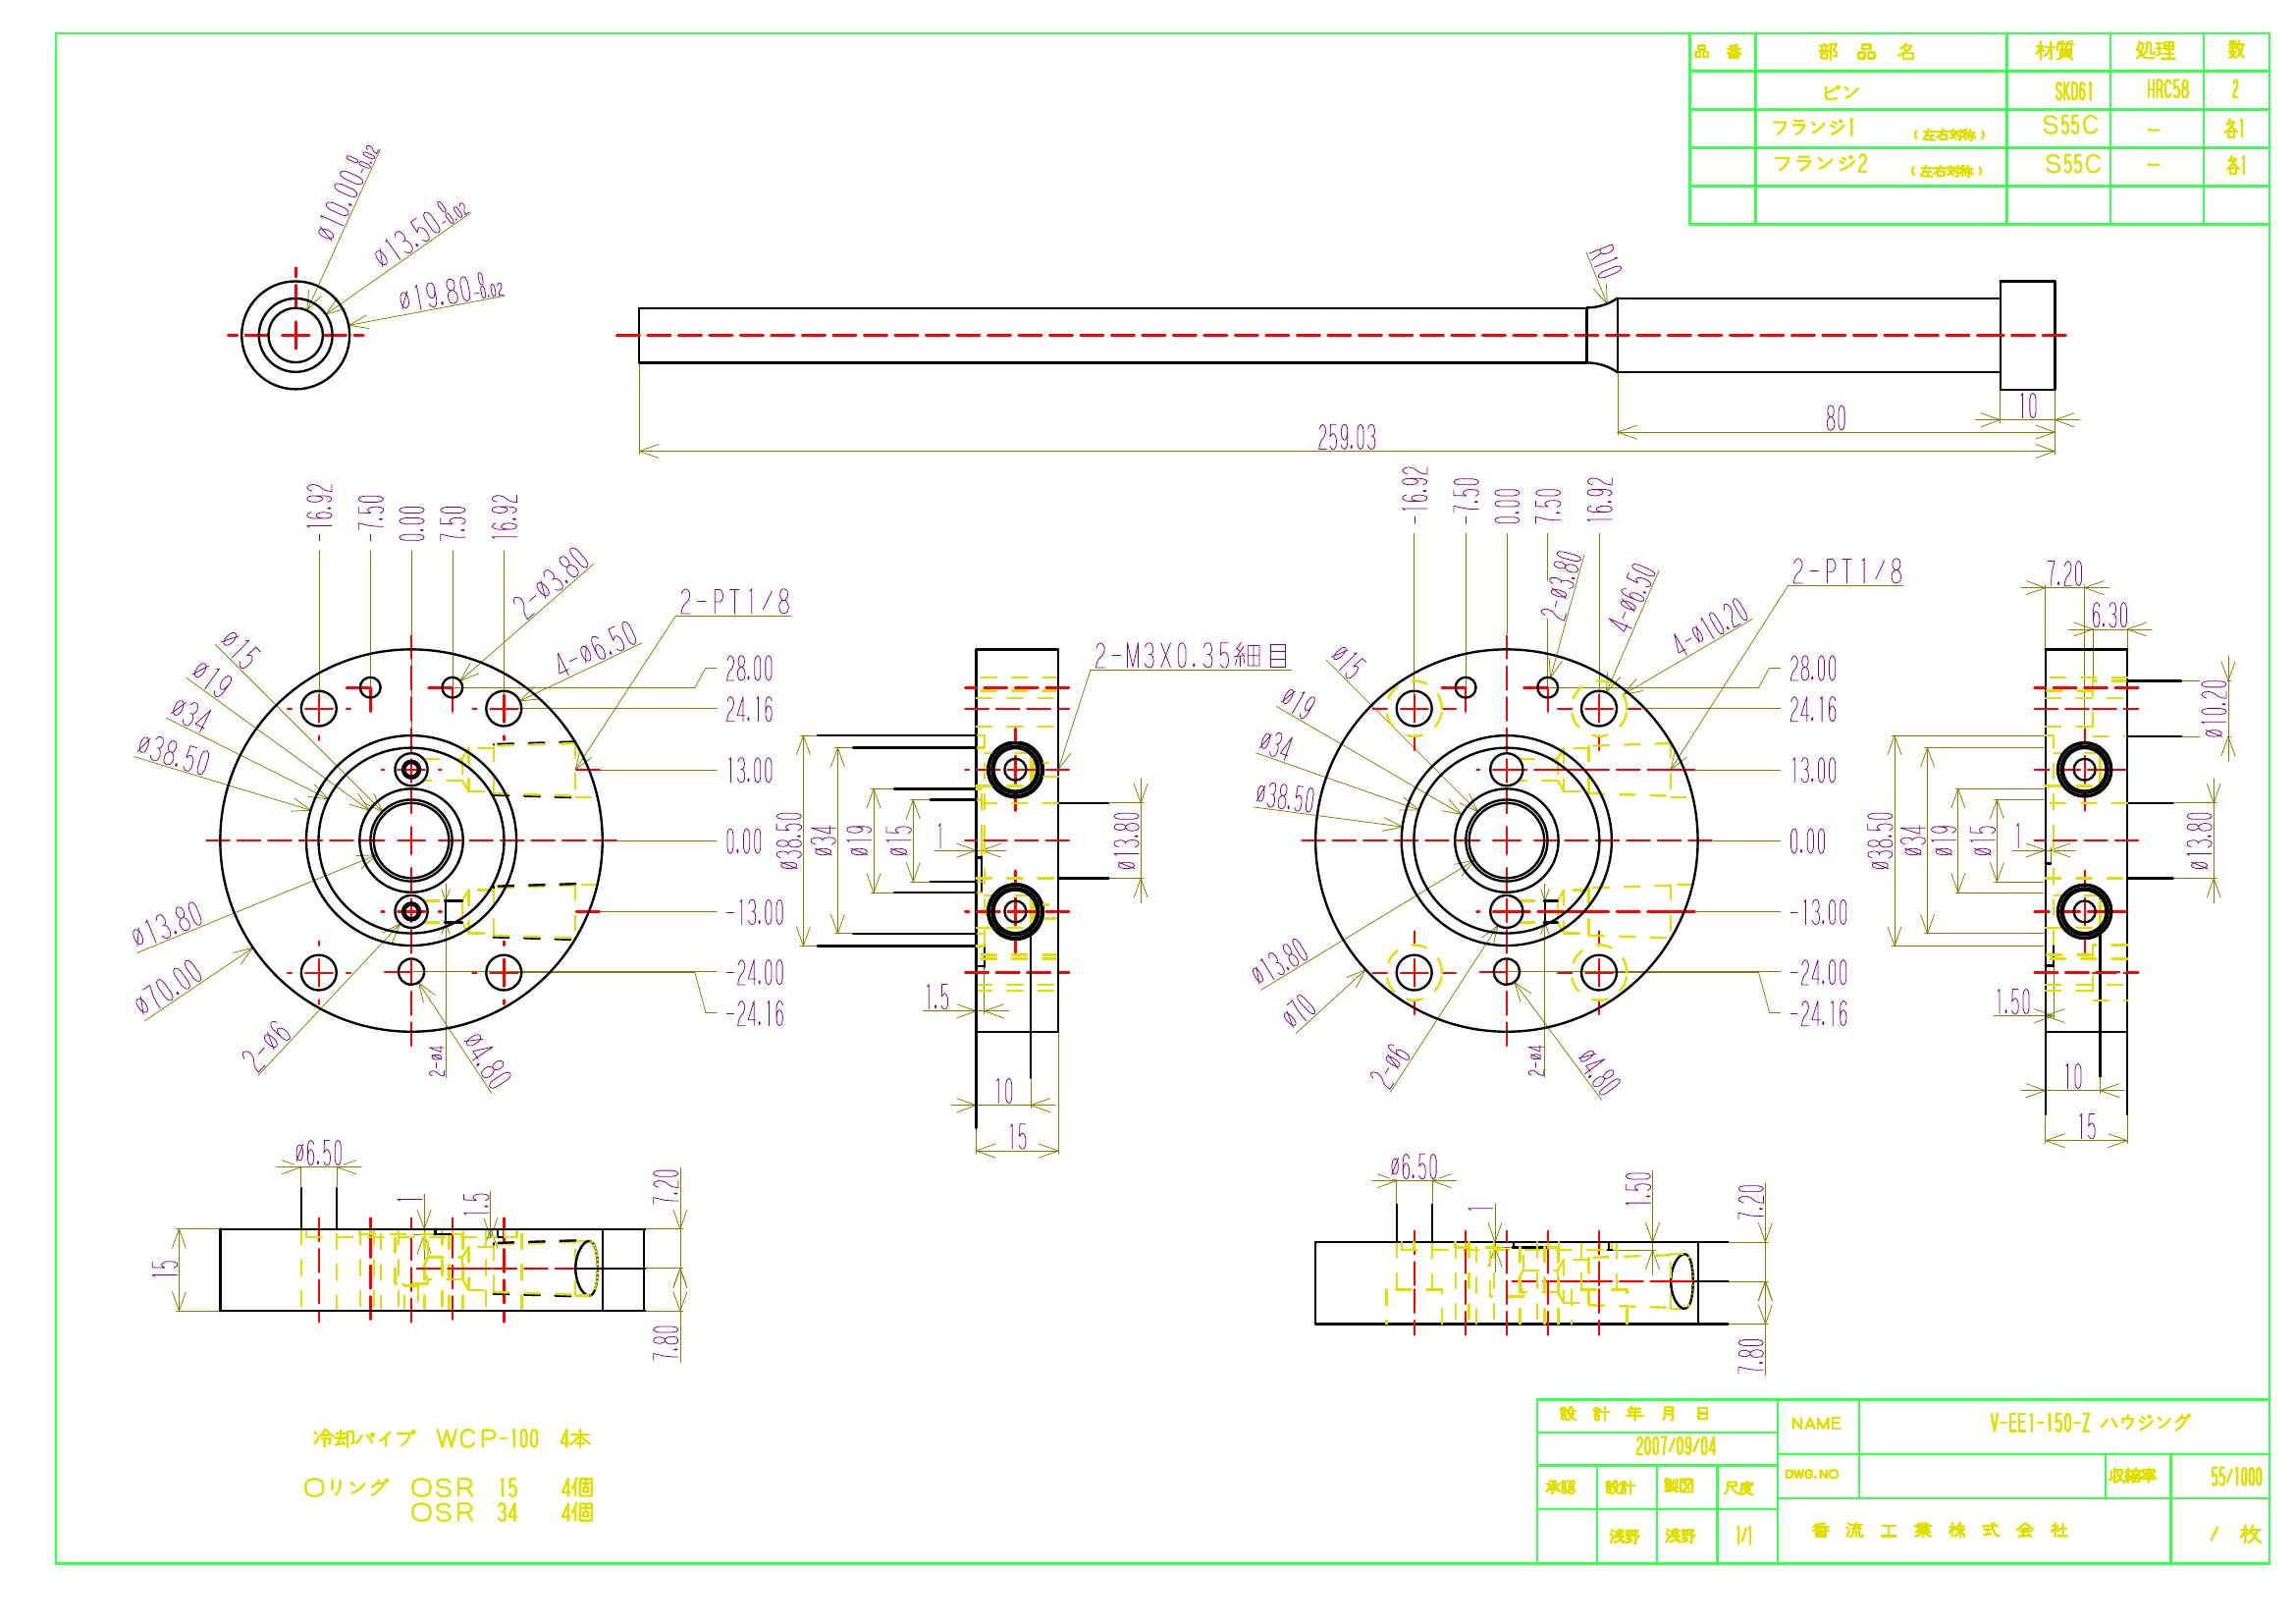 品 番 部 品 名 材質 処理 数
ピン SKD61 HRC58 2
フランジ1 (左右対称) S55C - 各1
フランジ2 (左右対称) S55C - 各1
ø10.00-0.02 0
ø13.50-0.02 0
ø19.80-0.02 0
R10
10
80
259.03
-16.92
-7.50
0.00
7.50
16.92
2-ø3.80
4-ø6.50
2-PT1/8
ø15
ø19
ø34
ø38.50
28.00
24.16
13.00
0.00
-13.00
-24.00
-24.16
ø13.80
ø70.00
2-ø6
2-ø4
ø4.80
2-M3X0.35細目
ø38.50
ø34
ø19
ø15
1
ø13.80
1.5
10
15
-16.92
-7.50
0.00
7.50
16.92
2-ø3.80
4-ø6.50
4-ø10.20
2-PT1/8
ø15
ø19
ø34
ø38.50
28.00
24.16
13.00
0.00
-13.00
-24.00
-24.16
ø13.80
ø70
2-ø6
2-ø4
ø4.80
7.20
6.30
ø10.20
ø38.50
ø34
ø19
ø15
1
ø13.80
1.50
10
15
ø6.50
1
1.5
7.20
15
7.80
ø6.50
1
1.50
7.20
7.80
冷却パイプ WCP-100 4本
Oリング OSR 15 4個
OSR 34 4個
設 計 年 月 日
2007/09/04
承認 設計 製図 尺度
浅野 浅野 1/1
NAME V-EE1-150-Z ハウジング
DWG.NO 収縮率 55/1000
香 流 工 業 株 式 会 社 / 枚